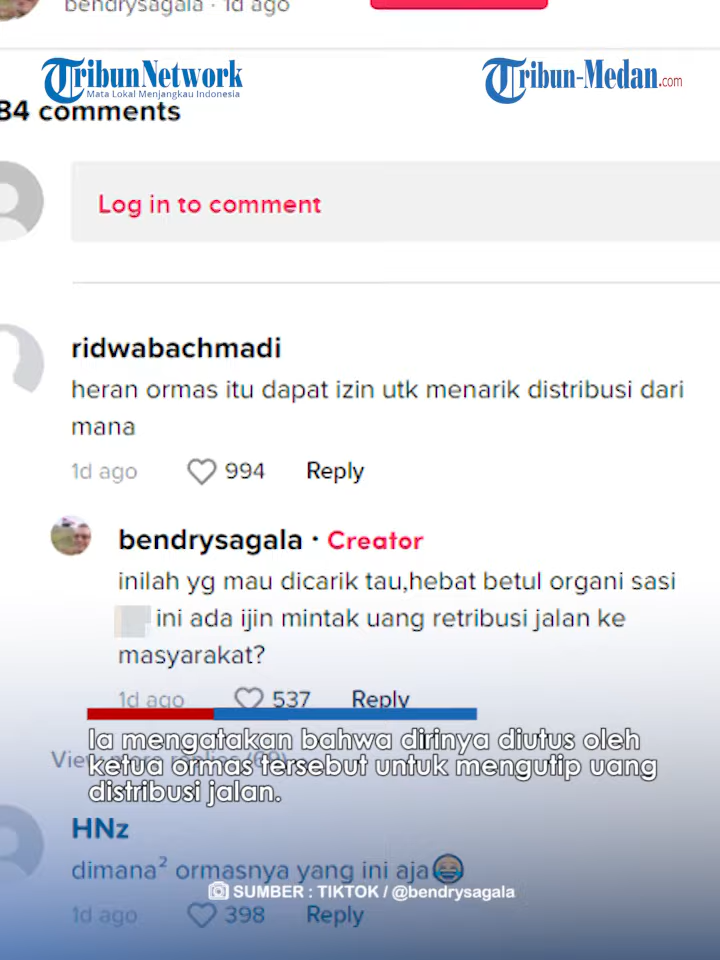 bendrysagala · 1d ago
TribunNetwork
Mata Lokal Menjangkau Indonesia
Tribun-Medan.com
84 comments
Log in to comment
ridwabachmadi
heran ormas itu dapat izin utk menarik distribusi dari
mana
1d ago 994 Reply
bendrysagala · Creator
inilah yg mau dicarik tau,hebat betul organi sasi
ini ada ijin mintak uang retribusi jalan ke
masyarakat?
1d ago 537 Reply
Ia mengatakan bahwa dirinya diutus oleh
ketua ormas tersebut untuk mengutip uang
distribusi jalan.
HNz
dimana² ormasnya yang ini aja😂
SUMBER : TIKTOK / @bendrysagala
1d ago 398 Reply